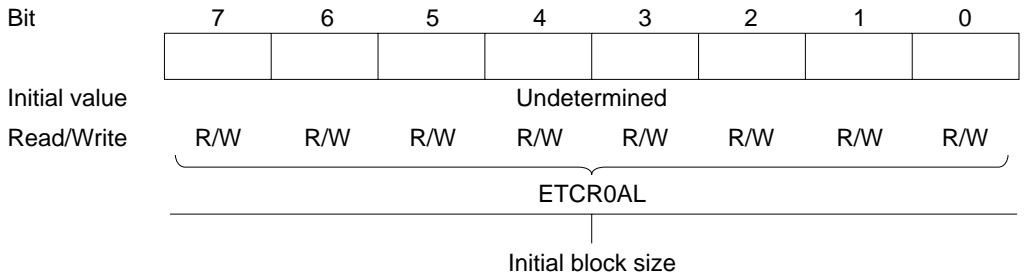 Bit 7 6 5 4 3 2 1 0
Initial value Undetermined
Read/Write R/W R/W R/W R/W R/W R/W R/W R/W
ETCR0AL
Initial block size